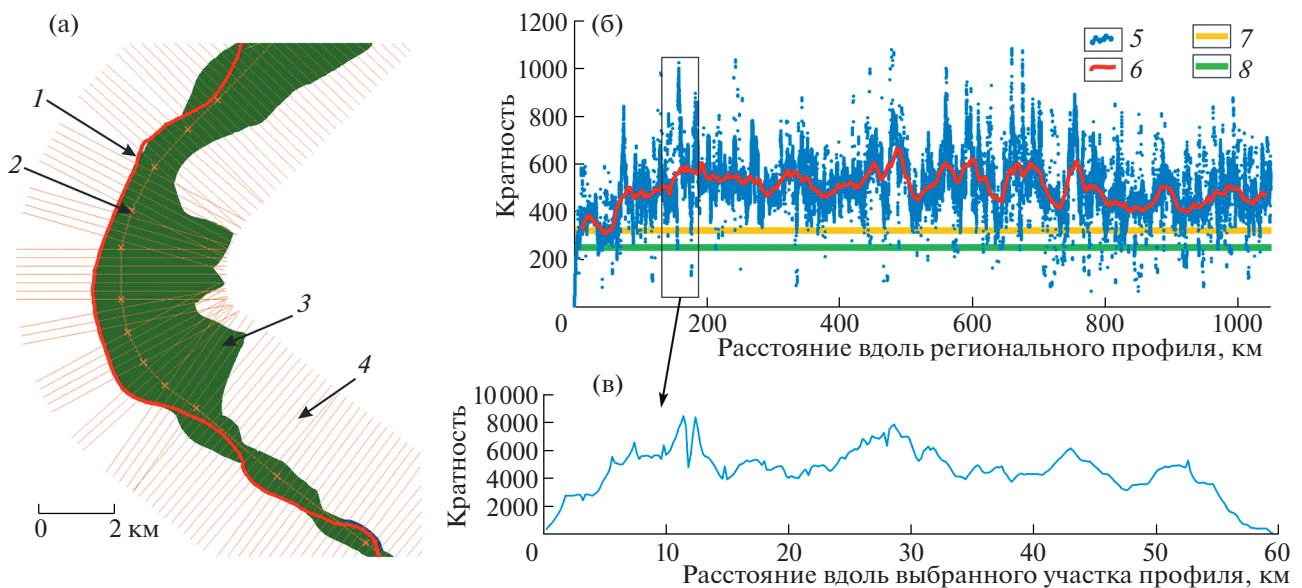 (а)
1
2
3
4
0 2 км
(б)
Кратность
1200
1000
800
600
400
200
0 200 400 600 800 1000
5 7
6 8
Расстояние вдоль регионального профиля, км
(в)
Кратность
10 000
8000
6000
4000
2000
0 10 20 30 40 50 60
Расстояние вдоль выбранного участка профиля, км